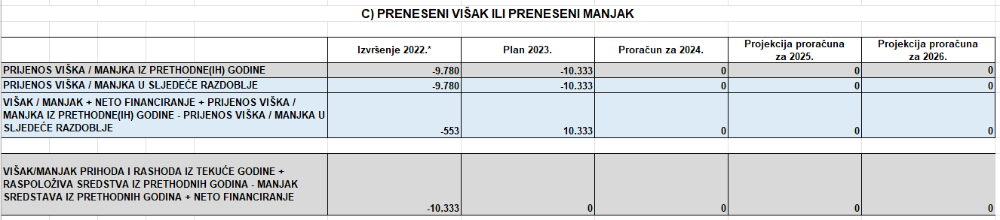 C) PRENESENI VIŠAK ILI PRENESENI MANJAK
Izvršenje 2022.* Plan 2023. Proračun za 2024. Projekcija proračuna za 2025. Projekcija proračuna za 2026.
PRIJENOS VIŠKA / MANJKA IZ PRETHODNE(IH) GODINE -9.780 -10.333 0 0 0
PRIJENOS VIŠKA / MANJKA U SLJEDEĆE RAZDOBLJE -9.780 -10.333 0 0 0
VIŠAK / MANJAK + NETO FINANCIRANJE + PRIJENOS VIŠKA /
MANJKA IZ PRETHODNE(IH) GODINE - PRIJENOS VIŠKA / MANJKA U
SLJEDEĆE RAZDOBLJE -553 10.333 0 0 0
VIŠAK/MANJAK PRIHODA I RASHODA IZ TEKUĆE GODINE +
RASPOLOŽIVA SREDSTVA IZ PRETHODNIH GODINA - MANJAK
SREDSTAVA IZ PRETHODNIH GODINA + NETO FINANCIRANJE
-10.333 0 0 0 0